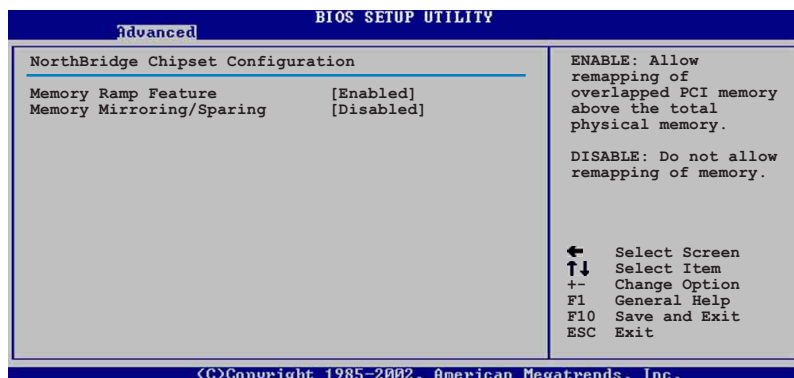 BIOS SETUP UTILITY
Advanced
NorthBridge Chipset Configuration
Memory Ramp Feature [Enabled]
Memory Mirroring/Sparing [Disabled]
ENABLE: Allow
remapping of
overlapped PCI memory
above the total
physical memory.
DISABLE: Do not allow
remapping of memory.
← Select Screen
↑↓ Select Item
+- Change Option
F1 General Help
F10 Save and Exit
ESC Exit
(C)Copyright 1985-2002, American Megatrends, Inc.